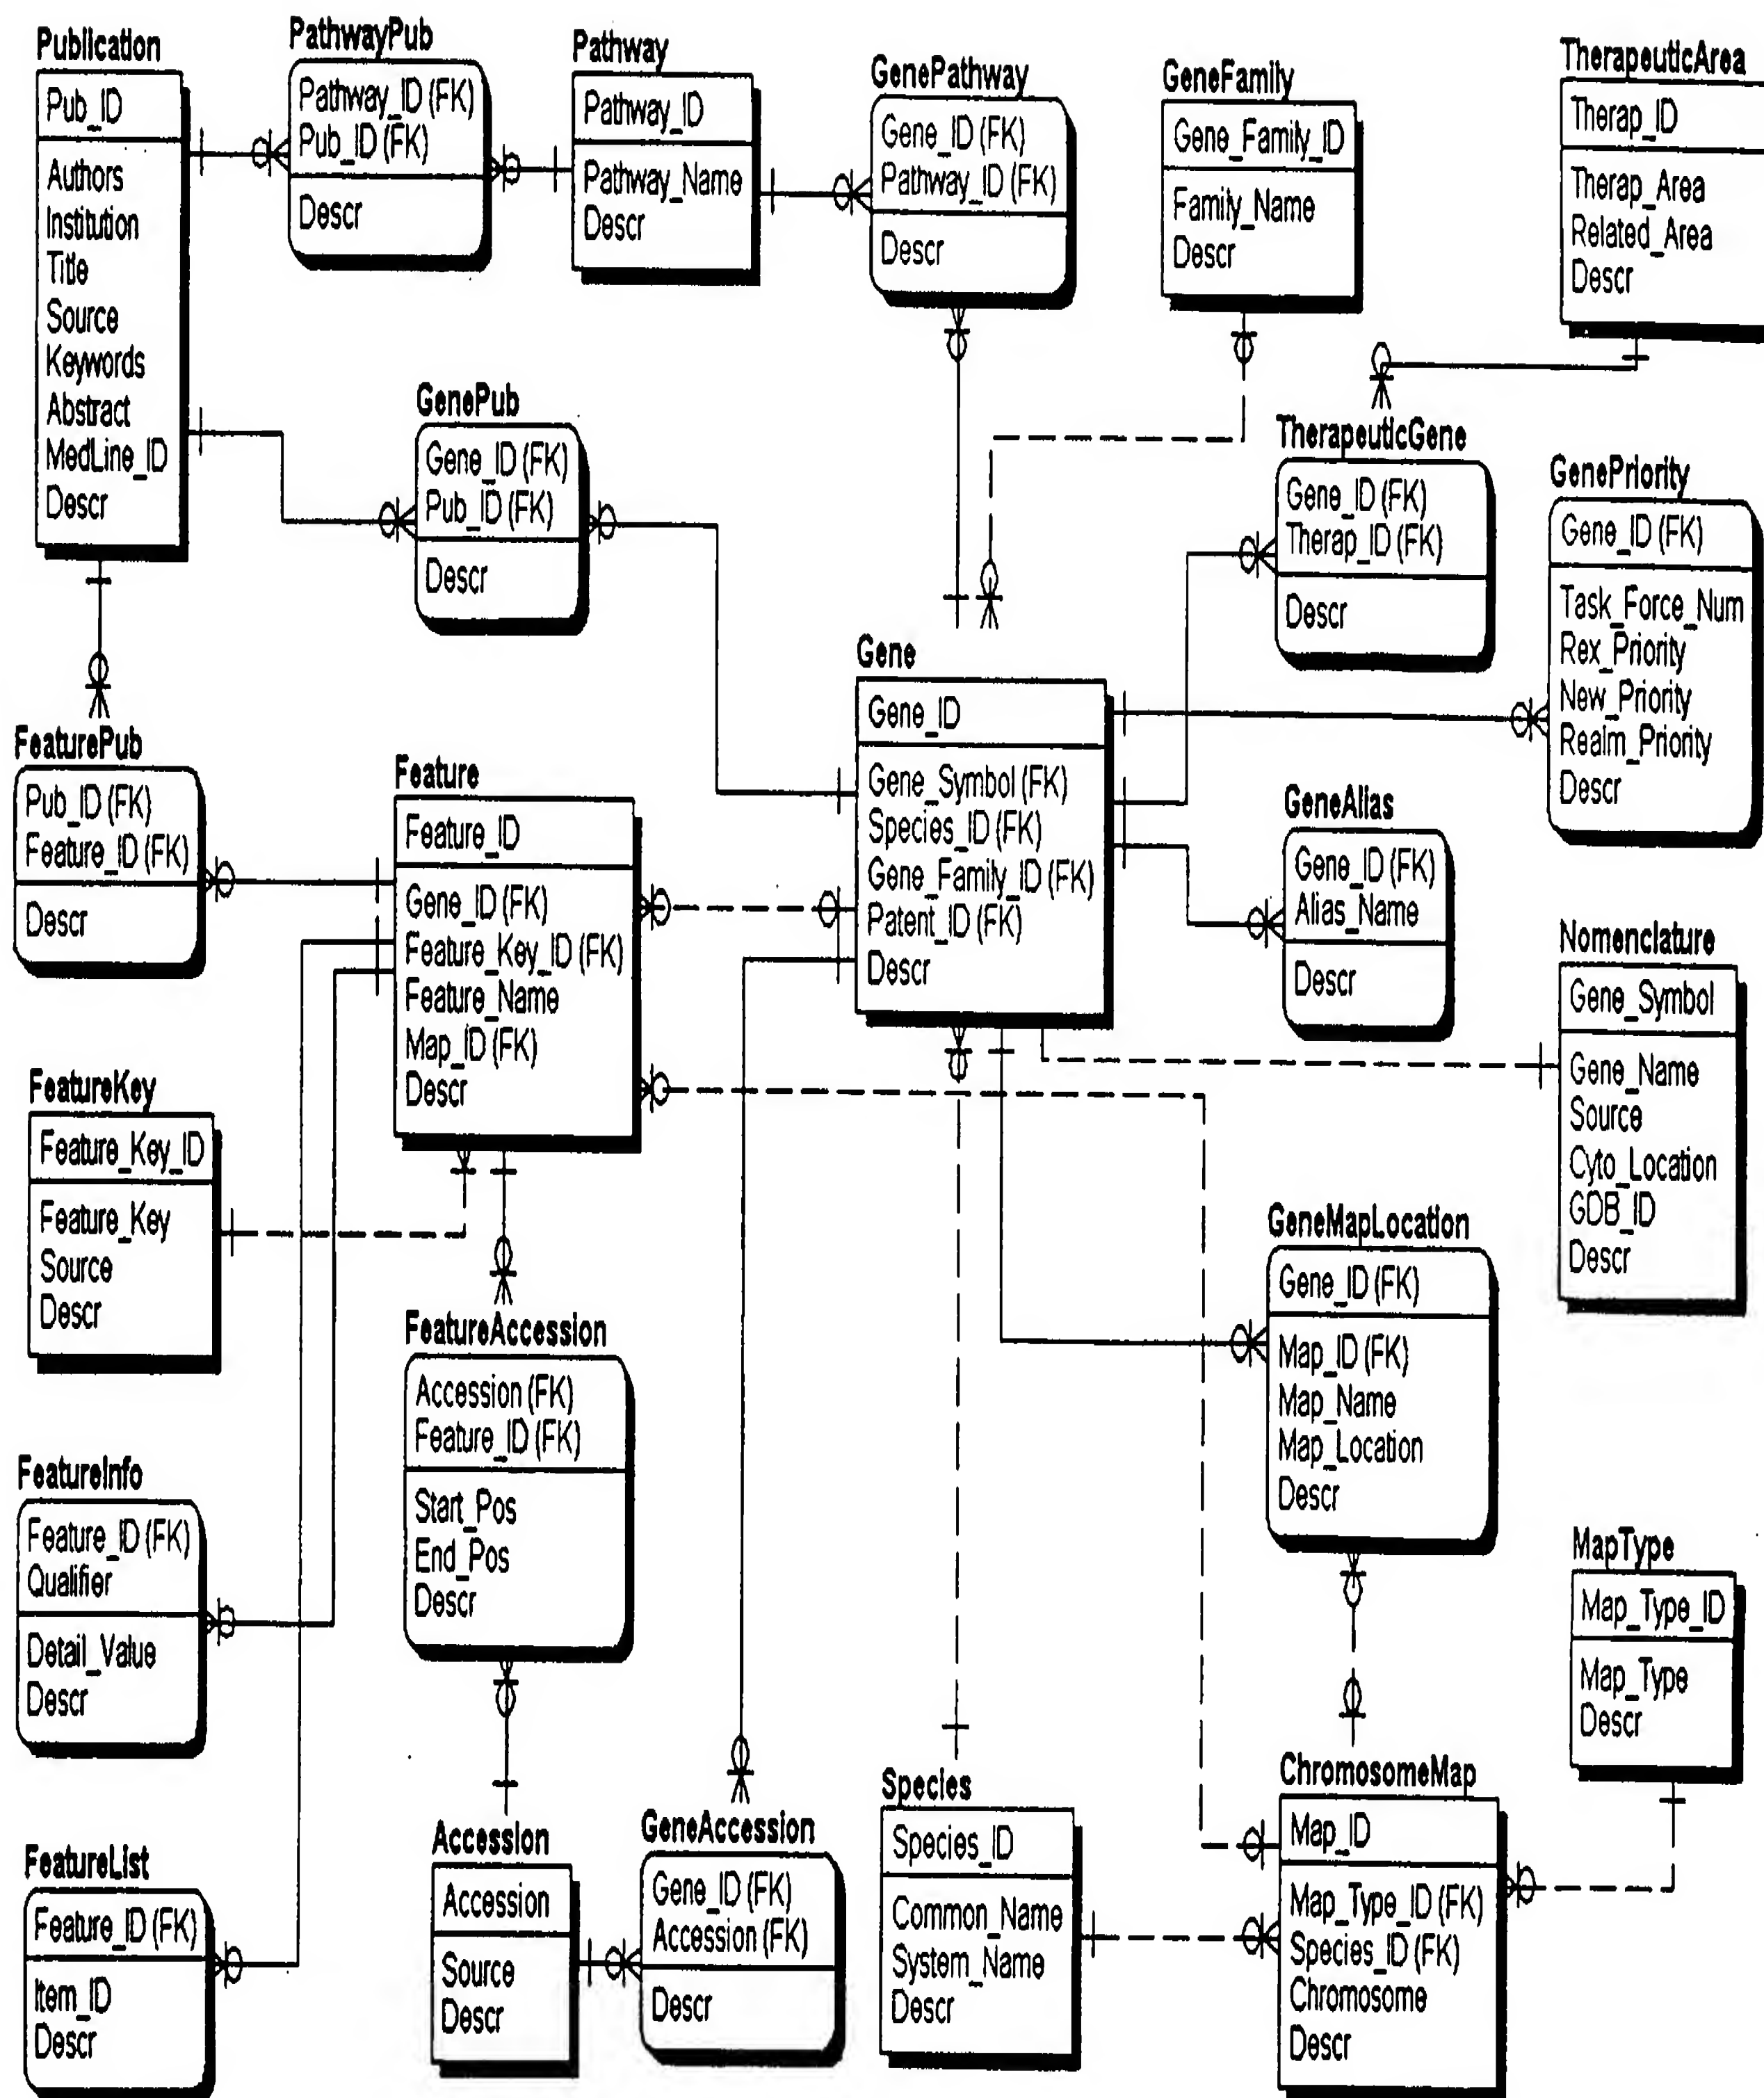 Publication
Pub_ID
Authors
Institution
Title
Source
Keywords
Abstract
MedLine_ID
Descr
PathwayPub
Pathway_ID (FK)
Pub_ID (FK)
Descr
Pathway
Pathway_ID
Pathway_Name
Descr
GenePathway
Gene_ID (FK)
Pathway_ID (FK)
Descr
GeneFamily
Gene_Family_ID
Family_Name
Descr
TherapeuticArea
Therap_ID
Therap_Area
Related_Area
Descr
GenePub
Gene_ID (FK)
Pub_ID (FK)
Descr
TherapeuticGene
Gene_ID (FK)
Therap_ID (FK)
Descr
GenePriority
Gene_ID (FK)
Task_Force_Num
Rex_Priority
New_Priority
Realm_Priority
Descr
Gene
Gene_ID
Gene_Symbol (FK)
Species_ID (FK)
Gene_Family_ID (FK)
Patent_ID (FK)
Descr
FeaturePub
Pub_ID (FK)
Feature_ID (FK)
Descr
Feature
Feature_ID
Gene_ID (FK)
Feature_Key_ID (FK)
Feature_Name
Map_ID (FK)
Descr
GeneAlias
Gene_ID (FK)
Alias_Name
Descr
Nomenclature
Gene_Symbol
Gene_Name
Source
Cyto_Location
GDB_ID
Descr
FeatureKey
Feature_Key_ID
Feature_Key
Source
Descr
GeneMapLocation
Gene_ID (FK)
Map_ID (FK)
Map_Name
Map_Location
Descr
FeatureAccession
Accession (FK)
Feature_ID (FK)
Start_Pos
End_Pos
Descr
FeatureInfo
Feature_ID (FK)
Qualifier
Detail_Value
Descr
MapType
Map_Type_ID
Map_Type
Descr
FeatureList
Feature_ID (FK)
Item_ID
Descr
Accession
Accession
Source
Descr
GeneAccession
Gene_ID (FK)
Accession (FK)
Descr
Species
Species_ID
Common_Name
System_Name
Descr
ChromosomeMap
Map_ID
Map_Type_ID (FK)
Species_ID (FK)
Chromosome
Descr